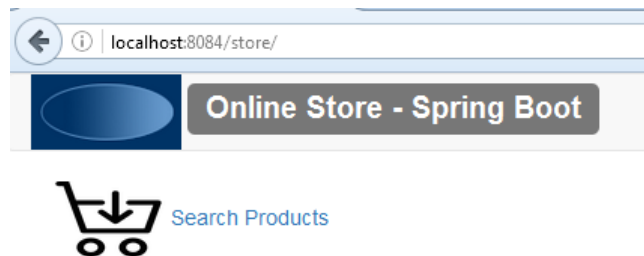 localhost:8084/store/
Online Store - Spring Boot
Search Products